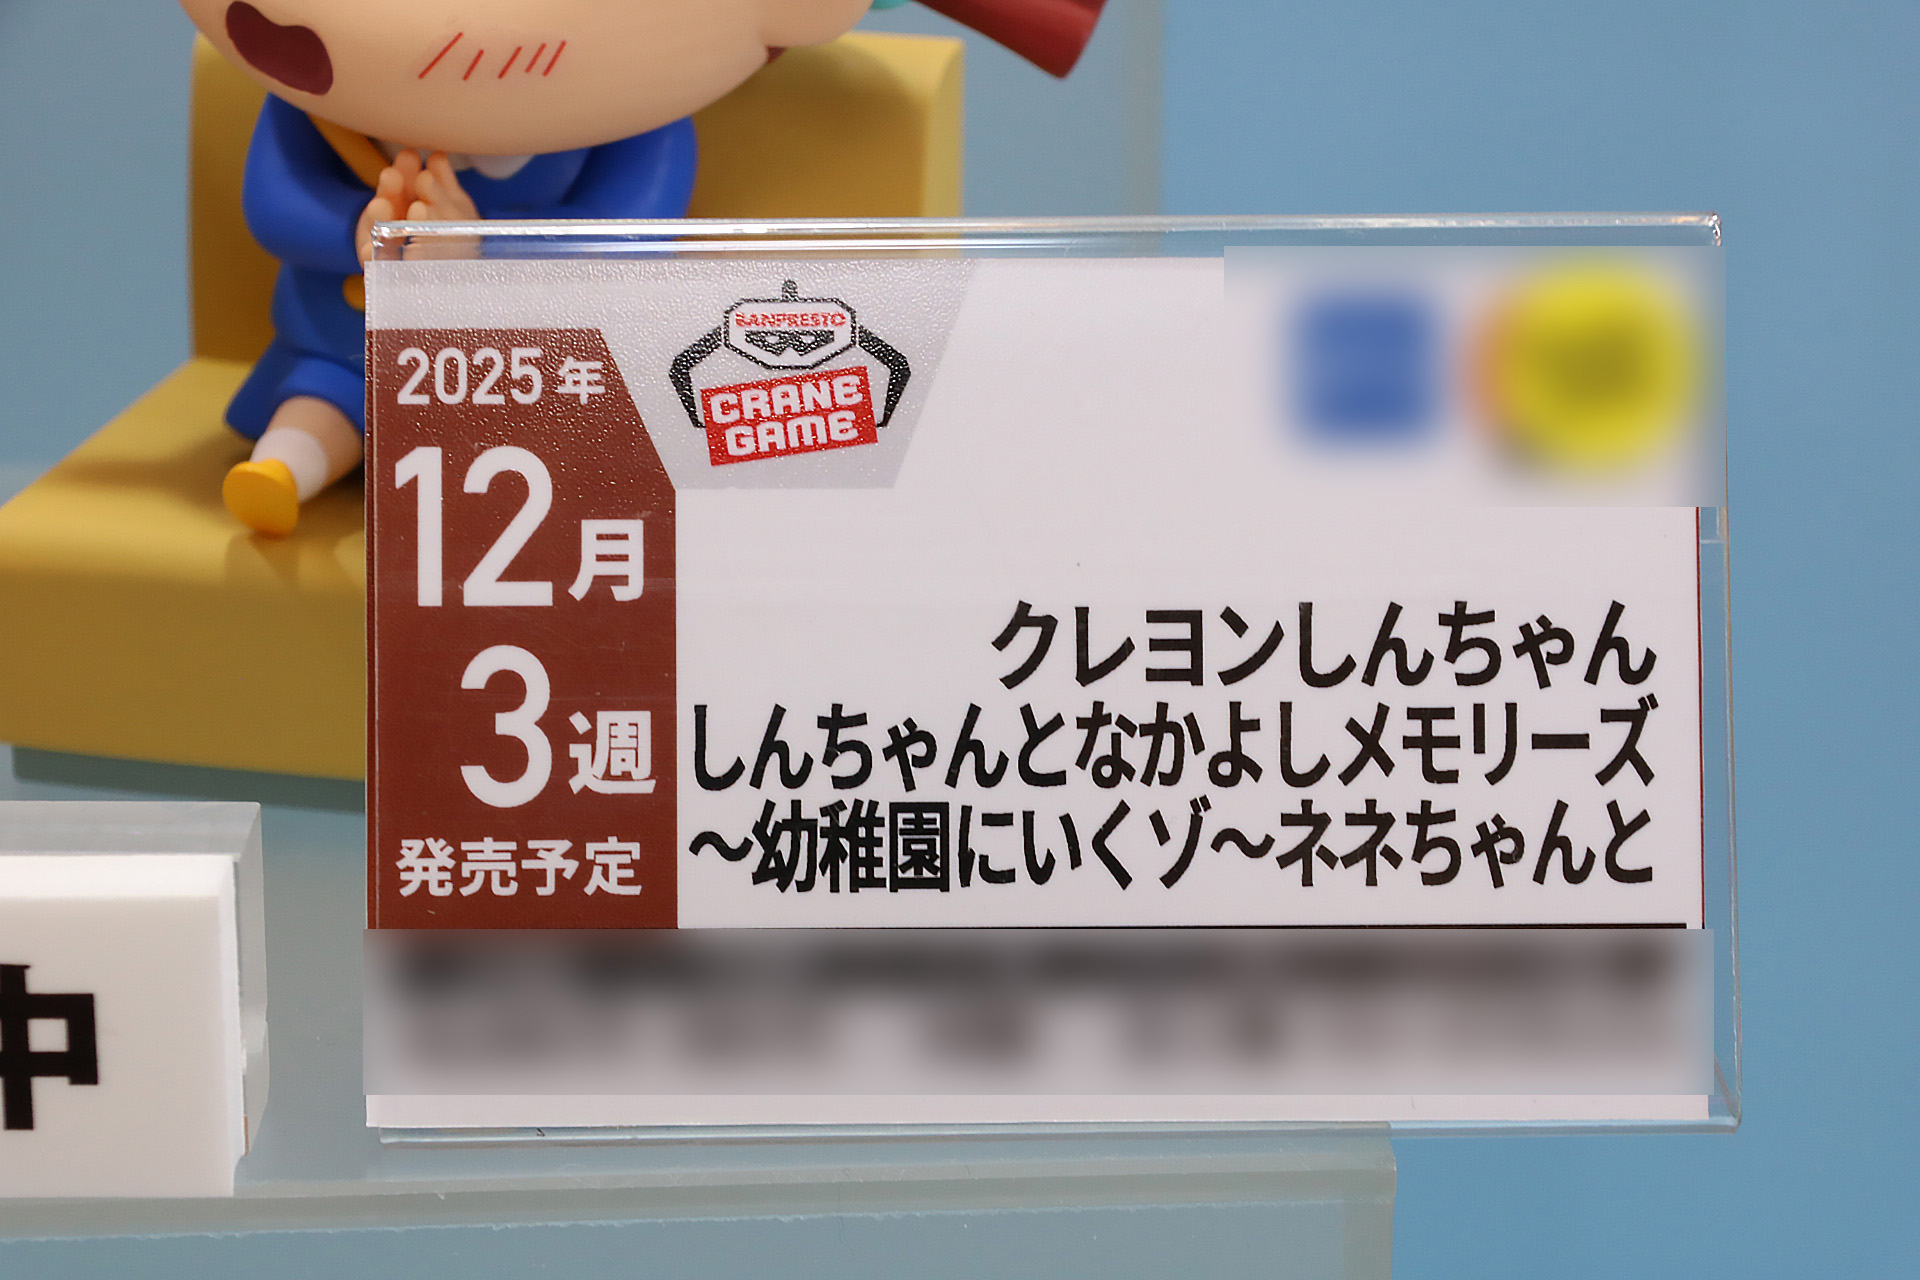 BANPRESTO
CRANE
GAME
2025年
12月
3週
発売予定
クレヨンしんちゃん
しんちゃんとなかよしメモリーズ
～幼稚園にいくゾ～ネネちゃんと
中